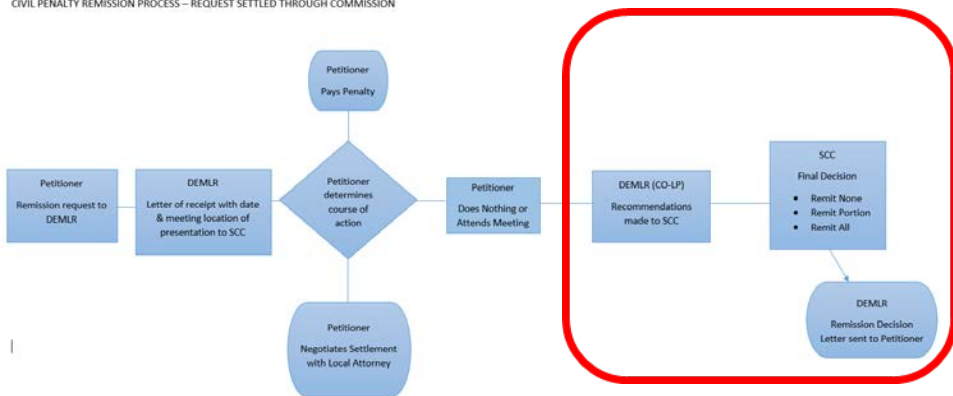 CIVIL PENALTY REMISSION PROCESS – REQUEST SETTLED THROUGH COMMISSION
Petitioner
Pays Penalty
Petitioner
Remission request to
DEMLR
DEMLR
Letter of receipt with date
& meeting location of
presentation to SCC
Petitioner
determines
course of
action
Petitioner
Does Nothing or
Attends Meeting
DEMLR (CO-LP)
Recommendations
made to SCC
SCC
Final Decision
• Remit None
• Remit Portion
• Remit All
Petitioner
Negotiates Settlement
with Local Attorney
DEMLR
Remission Decision
Letter sent to Petitioner